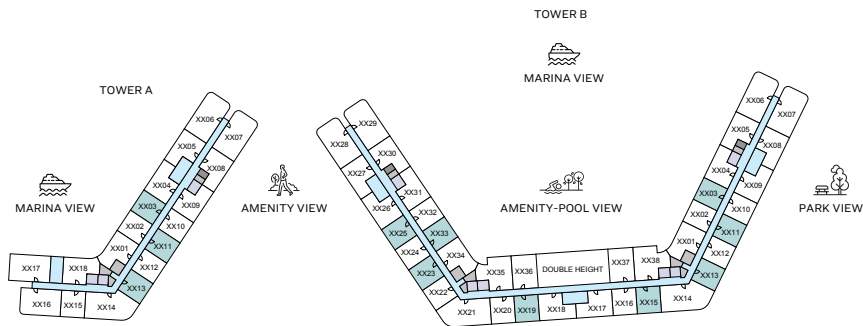 TOWER B
MARINA VIEW
TOWER A
MARINA VIEW
AMENITY VIEW
AMENITY-POOL VIEW
PARK VIEW
XX06
XX07
XX05
XX08
XX04
XX09
XX03
XX10
XX02
XX11
XX01
XX12
XX13
XX17
XX18
XX16
XX15
XX14
XX29
XX28
XX30
XX27
XX31
XX26
XX32
XX25
XX33
XX24
XX34
XX23
XX22
XX35
XX36
DOUBLE HEIGHT
XX37
XX38
XX21
XX20
XX19
XX18
XX17
XX16
XX15
XX14
XX06
XX07
XX05
XX08
XX04
XX09
XX03
XX10
XX02
XX11
XX01
XX12
XX13